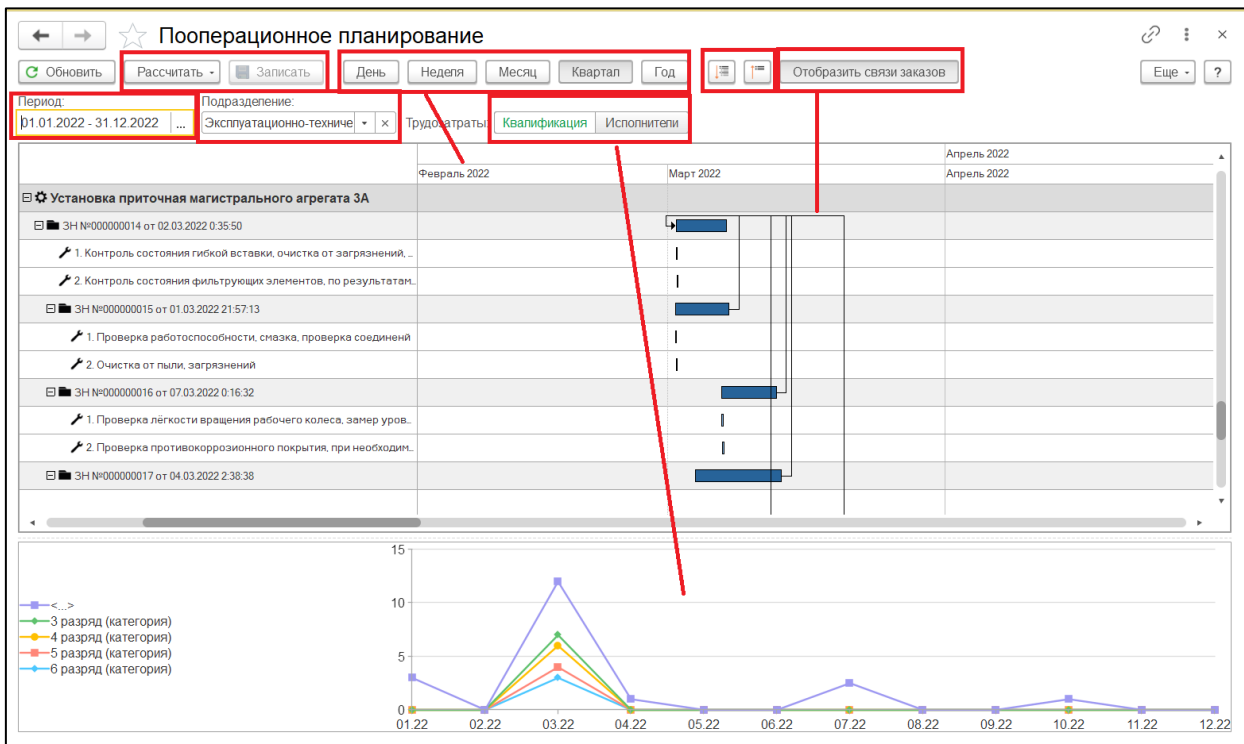 Пооперационное планирование
Обновить Рассчитать Записать День Неделя Месяц Квартал Год Отобразить связи заказов Еще ?
Период: Подразделение:
01.01.2022 - 31.12.2022 ... Эксплуатационно-техниче Трудозатраты: Квалификация Исполнители
Апрель 2022
Февраль 2022 Март 2022 Апрель 2022
Установка приточная магистрального агрегата 3А
ЗН №000000014 от 02.03.2022 0:35:50
1. Контроль состояния гибкой вставки, очистка от загрязнений, ...
2. Контроль состояния фильтрующих элементов, по результатам...
ЗН №000000015 от 01.03.2022 21:57:13
1. Проверка работоспособности, смазка, проверка соединений
2. Очистка от пыли, загрязнений
ЗН №000000016 от 07.03.2022 0:16:32
1. Проверка лёгкости вращения рабочего колеса, замер уров...
2. Проверка противокоррозионного покрытия, при необходим...
ЗН №000000017 от 04.03.2022 2:38:38
15
10
5
0
<...>
3 разряд (категория)
4 разряд (категория)
5 разряд (категория)
6 разряд (категория)
01.22 02.22 03.22 04.22 05.22 06.22 07.22 08.22 09.22 10.22 11.22 12.22